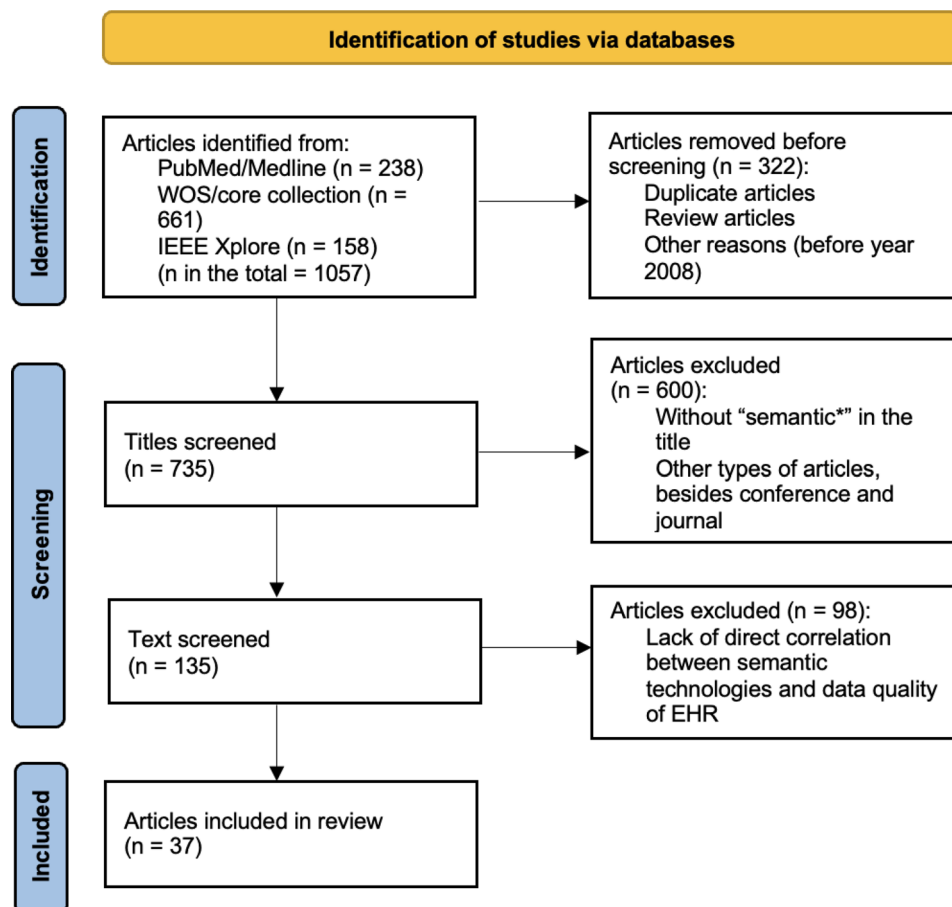 Identification of studies via databases
Identification
Articles identified from:
PubMed/Medline (n = 238)
WOS/core collection (n =
661)
IEEE Xplore (n = 158)
(n in the total = 1057)
Articles removed before
screening (n = 322):
Duplicate articles
Review articles
Other reasons (before year
2008)
Screening
Titles screened
(n = 735)
Articles excluded
(n = 600):
Without “semantic*” in the
title
Other types of articles,
besides conference and
journal
Text screened
(n = 135)
Articles excluded (n = 98):
Lack of direct correlation
between semantic
technologies and data quality
of EHR
Included
Articles included in review
(n = 37)